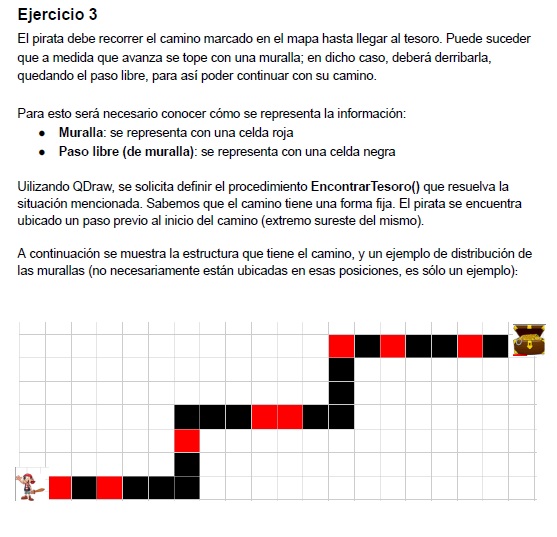 Ejercicio 3
El pirata debe recorrer el camino marcado en el mapa hasta llegar al tesoro. Puede suceder
que a medida que avanza se tope con una muralla; en dicho caso, deberá derribarla,
quedando el paso libre, para así poder continuar con su camino.
Para esto será necesario conocer cómo se representa la información:
● Muralla: se representa con una celda roja
● Paso libre (de muralla): se representa con una celda negra
Uilizando QDraw, se solicita definir el procedimiento EncontrarTesoro() que resuelva la
situación mencionada. Sabemos que el camino tiene una forma fija. El pirata se encuentra
ubicado un paso previo al inicio del camino (extremo sureste del mismo).
A continuación se muestra la estructura que tiene el camino, y un ejemplo de distribución de
las murallas (no necesariamente están ubicadas en esas posiciones, es sólo un ejemplo):